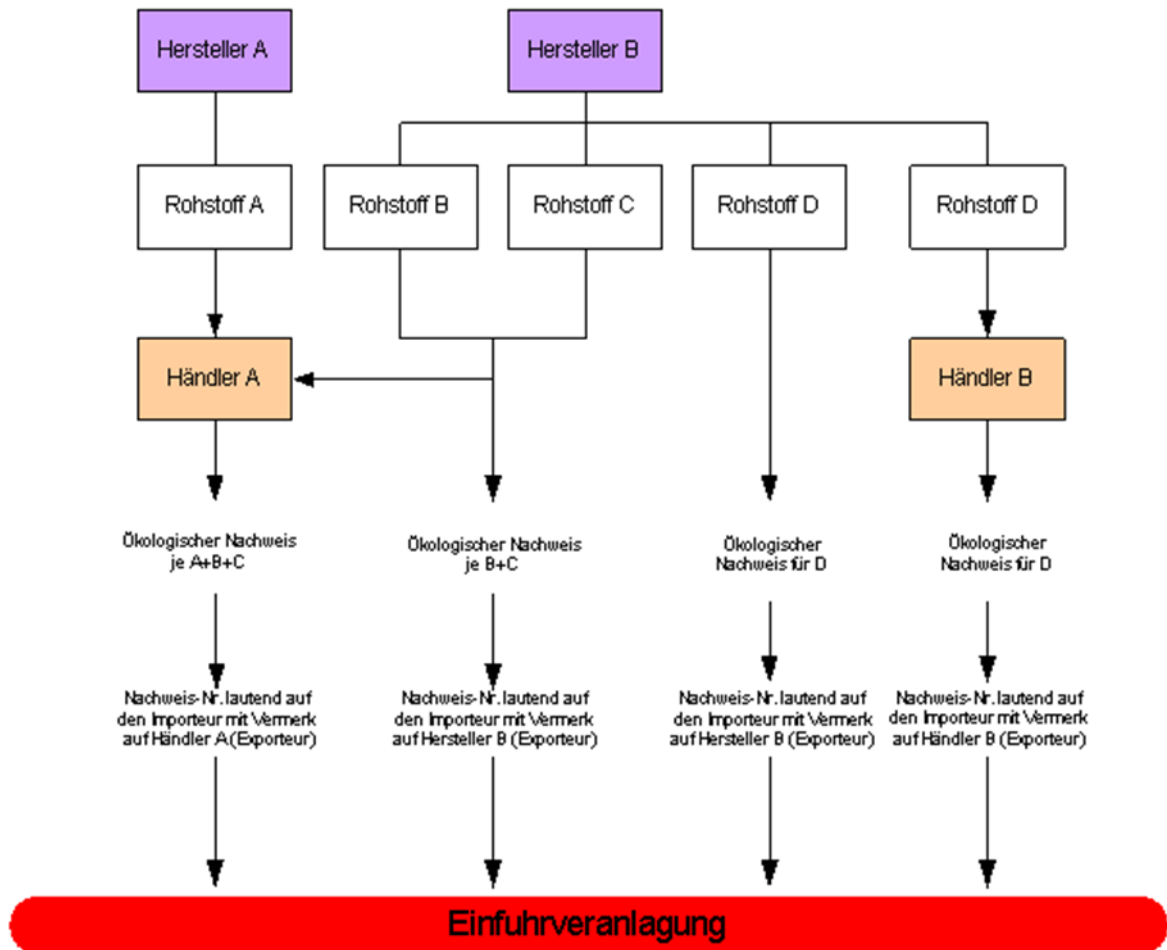 Hersteller A
Hersteller B
Rohstoff A
Rohstoff B
Rohstoff C
Rohstoff D
Rohstoff D
Händler A
Händler B
Ökologischer Nachweis
je A+B+C
Ökologischer Nachweis
je B+C
Ökologischer
Nachweis für D
Ökologischer
Nachweis für D
Nachweis-Nr. lautend auf
den Importeur mit Vermerk
auf Händler A (Exporteur)
Nachweis-Nr. lautend auf
den Importeur mit Vermerk
auf Hersteller B (Exporteur)
Nachweis-Nr. lautend auf
den Importeur mit Vermerk
auf Hersteller B (Exporteur)
Nachweis-Nr. lautend auf
den Importeur mit Vermerk
auf Händler B (Exporteur)
Einfuhrveranlagung